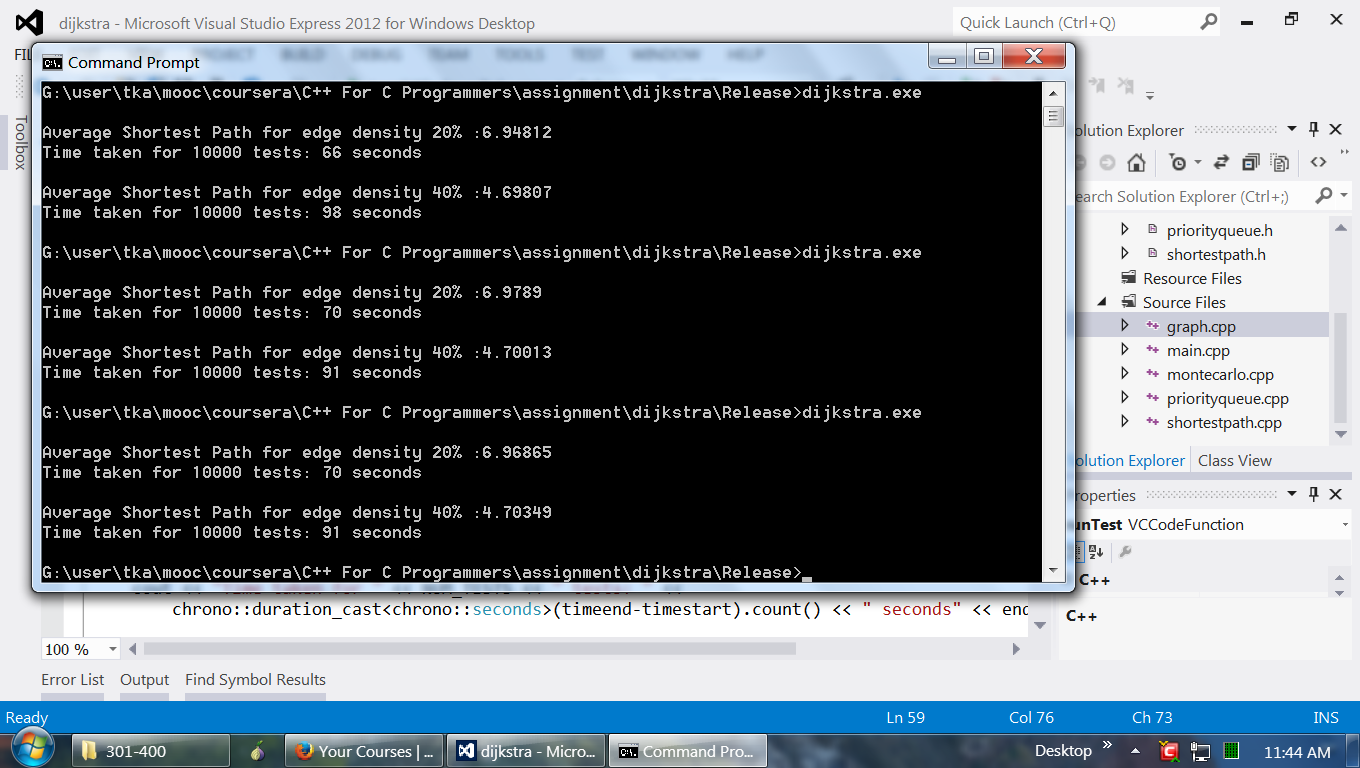 dijkstra - Microsoft Visual Studio Express 2012 for Windows Desktop
Quick Launch (Ctrl+Q)
Command Prompt
G:\user\tka\mooc\coursera\C++ For C Programmers\assignment\dijkstra\Release>dijkstra.exe
Average Shortest Path for edge density 20% :6.94812
Time taken for 10000 tests: 66 seconds
Average Shortest Path for edge density 40% :4.69807
Time taken for 10000 tests: 98 seconds
G:\user\tka\mooc\coursera\C++ For C Programmers\assignment\dijkstra\Release>dijkstra.exe
Average Shortest Path for edge density 20% :6.9789
Time taken for 10000 tests: 70 seconds
Average Shortest Path for edge density 40% :4.70013
Time taken for 10000 tests: 91 seconds
G:\user\tka\mooc\coursera\C++ For C Programmers\assignment\dijkstra\Release>dijkstra.exe
Average Shortest Path for edge density 20% :6.96865
Time taken for 10000 tests: 70 seconds
Average Shortest Path for edge density 40% :4.70349
Time taken for 10000 tests: 91 seconds
G:\user\tka\mooc\coursera\C++ For C Programmers\assignment\dijkstra\Release>
chrono::duration_cast<chrono::seconds>(timeend-timestart).count() << " seconds" << end
Toolbox
olution Explorer
earch Solution Explorer (Ctrl+;)
priorityqueue.h
shortestpath.h
Resource Files
Source Files
graph.cpp
main.cpp
montecarlo.cpp
priorityqueue.cpp
shortestpath.cpp
olution Explorer Class View
roperties
unTest VCCodeFunction
C++
C++
100 %
Error List Output Find Symbol Results
Ready Ln 59 Col 76 Ch 73 INS
301-400 Your Courses | ... dijkstra - Micro... Command Pro... Desktop 11:44 AM